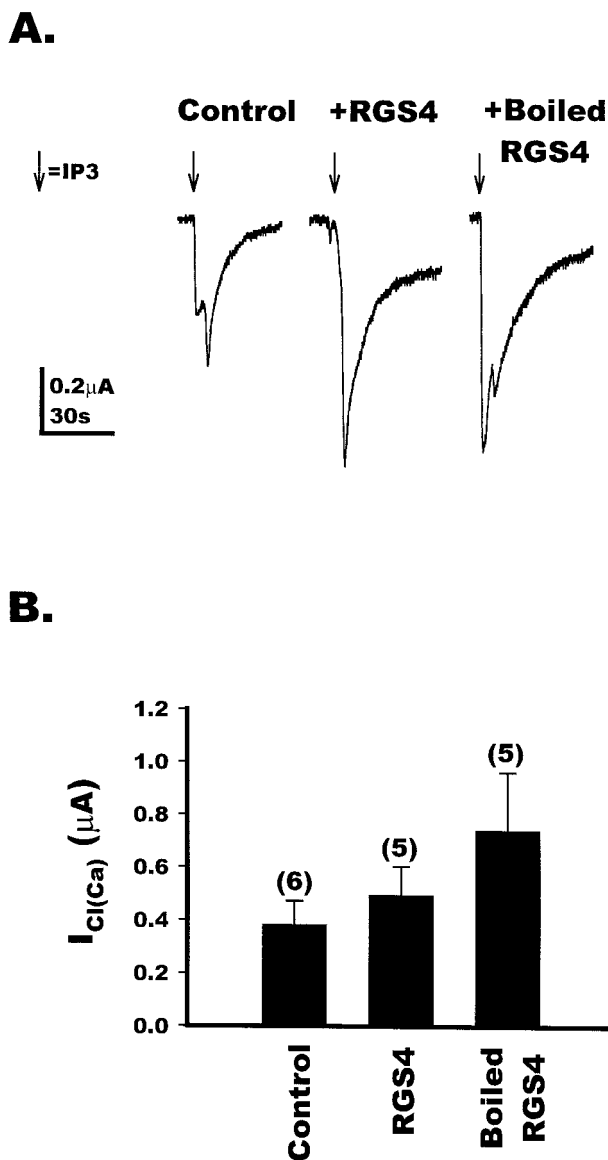 A.
Control +RGS4 +Boiled
RGS4
↓=IP3
0.2μA
30s
B.
I_Cl(Ca) (μA)
1.2
1.0
0.8
0.6
0.4
0.2
0.0
(6)
(5)
(5)
Control
RGS4
Boiled
RGS4